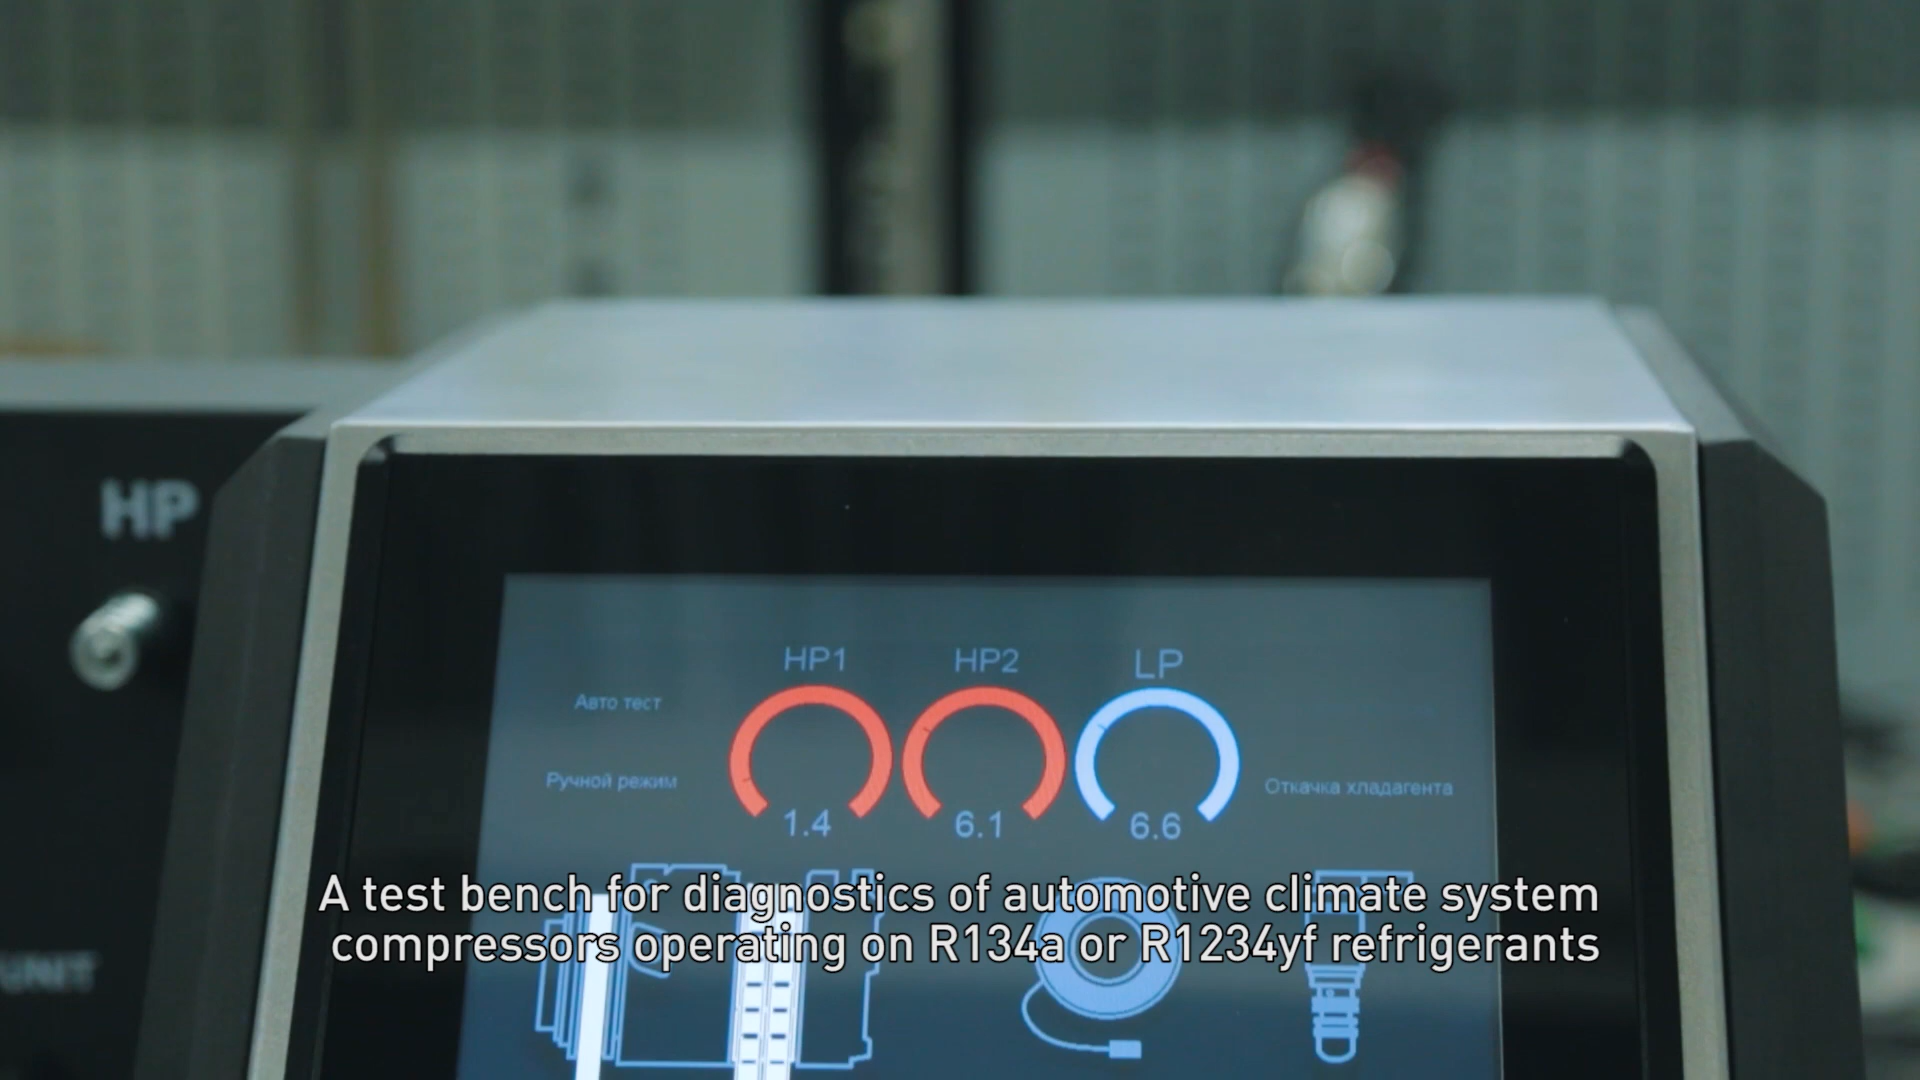 HP
HP1 HP2 LP
Авто тест
Ручной режим
Откачка хладагента
1.4 6.1 6.6
A test bench for diagnostics of automotive climate system
compressors operating on R134a or R1234yf refrigerants
UNIT